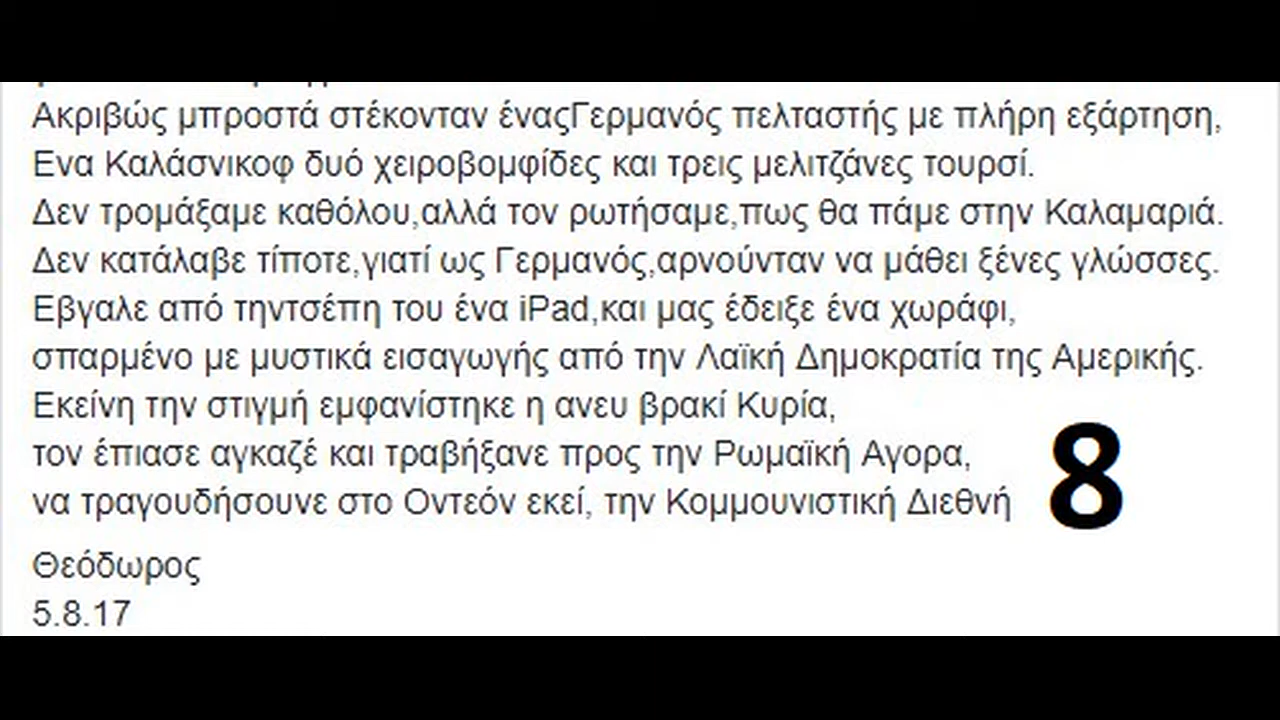 Ακριβώς μπροστά στέκονταν έναςΓερμανός πελταστής με πλήρη εξάρτηση,
Ενα Καλάσνικοφ δυό χειροβομφίδες και τρεις μελιτζάνες τουρσί.
Δεν τρομάξαμε καθόλου,αλλά τον ρωτήσαμε,πως θα πάμε στην Καλαμαριά.
Δεν κατάλαβε τίποτε,γιατί ως Γερμανός,αρνούνταν να μάθει ξένες γλώσσες.
Εβγαλε από τηντσέπη του ένα iPad,και μας έδειξε ένα χωράφι,
σπαρμένο με μυστικά εισαγωγής από την Λαϊκή Δημοκρατία της Αμερικής.
Εκείνη την στιγμή εμφανίστηκε η ανευ βρακί Κυρία,
τον έπιασε αγκαζέ και τραβήξανε προς την Ρωμαϊκή Αγορα,
να τραγουδήσουνε στο Οντεόν εκεί, την Κομμουνιστική Διεθνή
8
Θεόδωρος
5.8.17